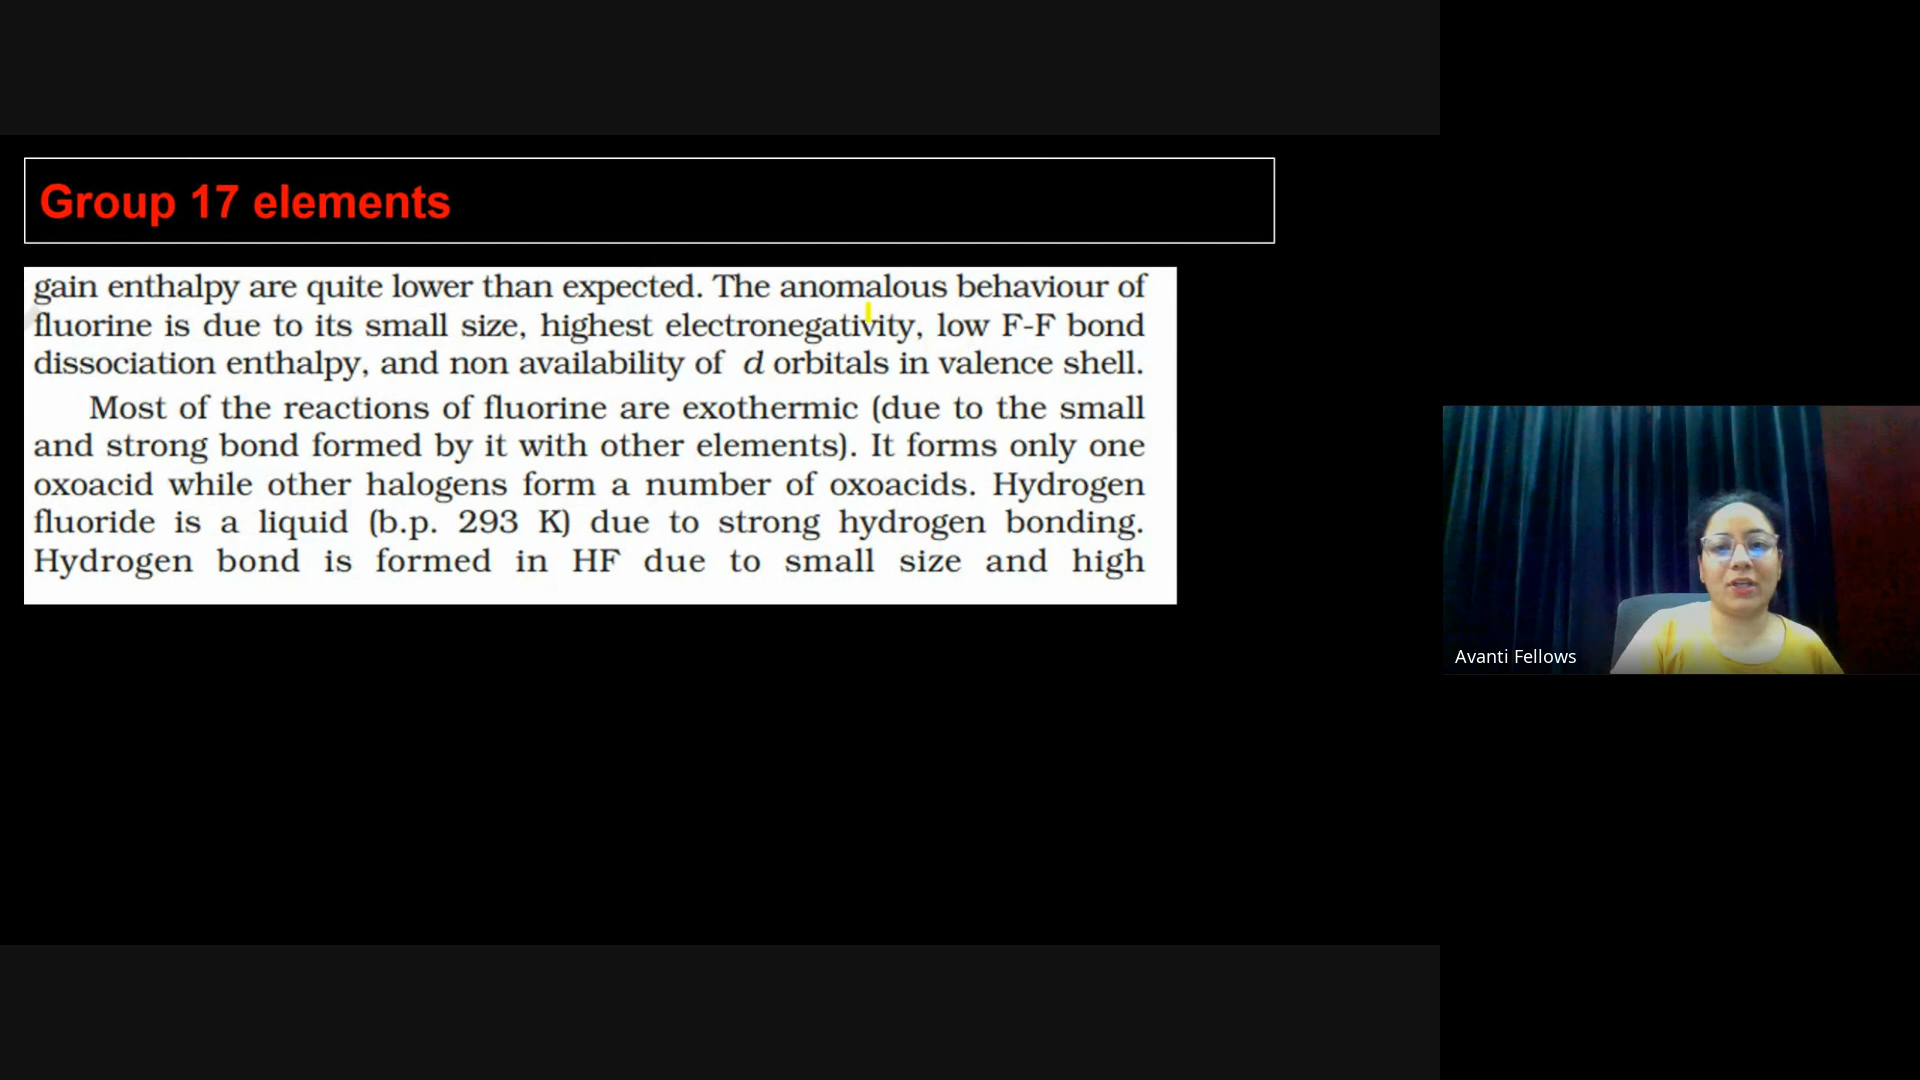 Group 17 elements
gain enthalpy are quite lower than expected. The anomalous behaviour of
fluorine is due to its small size, highest electronegativity, low F-F bond
dissociation enthalpy, and non availability of d orbitals in valence shell.
Most of the reactions of fluorine are exothermic (due to the small
and strong bond formed by it with other elements). It forms only one
oxoacid while other halogens form a number of oxoacids. Hydrogen
fluoride is a liquid (b.p. 293 K) due to strong hydrogen bonding.
Hydrogen bond is formed in HF due to small size and high
Avanti Fellows